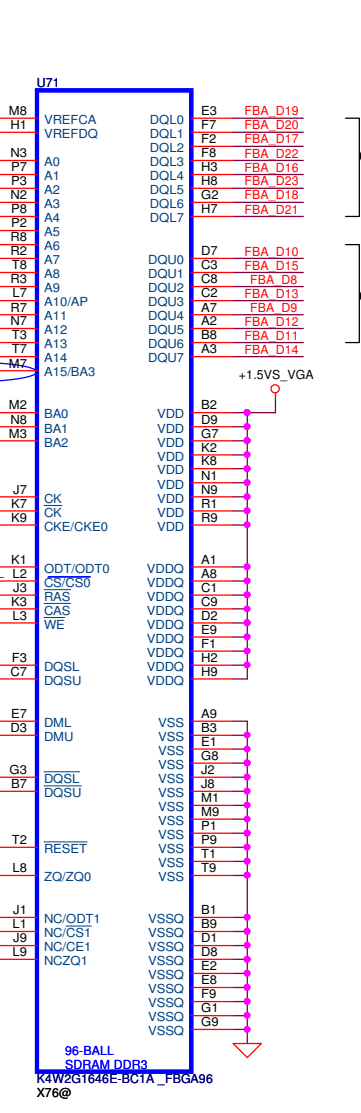 U71
M8 VREFCA DQL0 E3 FBA_D19
H1 VREFDQ DQL1 F7 FBA_D20
DQL2 F2 FBA_D17
N3 A0 DQL3 F8 FBA_D22
P7 A1 DQL4 H3 FBA_D16
P3 A2 DQL5 H8 FBA_D23
N2 A3 DQL6 G2 FBA_D18
P8 A4 DQL7 H7 FBA_D21
P2 A5
R8 A6
R2 A7 DQU0 D7 FBA_D10
T8 A8 DQU1 C3 FBA_D15
R3 A9 DQU2 C8 FBA_D8
L7 A10/AP DQU3 C2 FBA_D13
R7 A11 DQU4 A7 FBA_D9
N7 A12 DQU5 A2 FBA_D12
T3 A13 DQU6 B8 FBA_D11
T7 A14 DQU7 A3 FBA_D14
M7 A15/BA3
+1.5VS_VGA
M2 BA0 VDD B2
N8 BA1 VDD D9
M3 BA2 VDD G7
VDD K2
VDD K8
VDD N1
J7 CK VDD N9
K7 CK VDD R1
K9 CKE/CKE0 VDD R9
K1 ODT/ODT0 VDDQ A1
L2 CS/CS0 VDDQ A8
J3 RAS VDDQ C1
K3 CAS VDDQ C9
L3 WE VDDQ D2
VDDQ E9
VDDQ F1
F3 DQSL VDDQ H2
C7 DQSU VDDQ H9
E7 DML VSS A9
D3 DMU VSS B3
VSS E1
VSS G8
G3 DQSL VSS J2
B7 DQSU VSS J8
VSS M1
VSS M9
VSS P1
T2 RESET VSS P9
VSS T1
L8 ZQ/ZQ0 VSS T9
J1 NC/ODT1 VSSQ B1
L1 NC/CS1 VSSQ B9
J9 NC/CE1 VSSQ D1
L9 NCZQ1 VSSQ D8
VSSQ E2
VSSQ E8
VSSQ F9
VSSQ G1
VSSQ G9
96-BALL
SDRAM DDR3
K4W2G1646E-BC1A_FBGA96
X76@